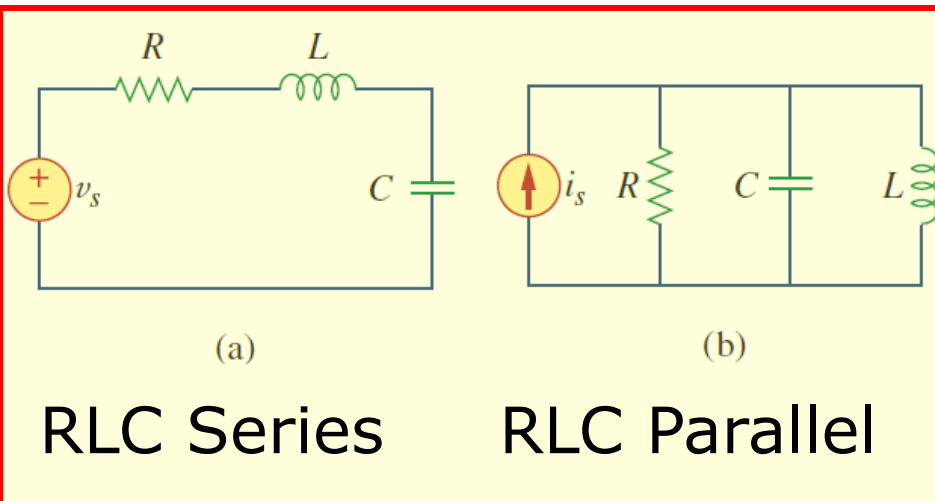 R L
+
−
v_s
C
i_s R C L
(a) (b)
RLC Series RLC Parallel